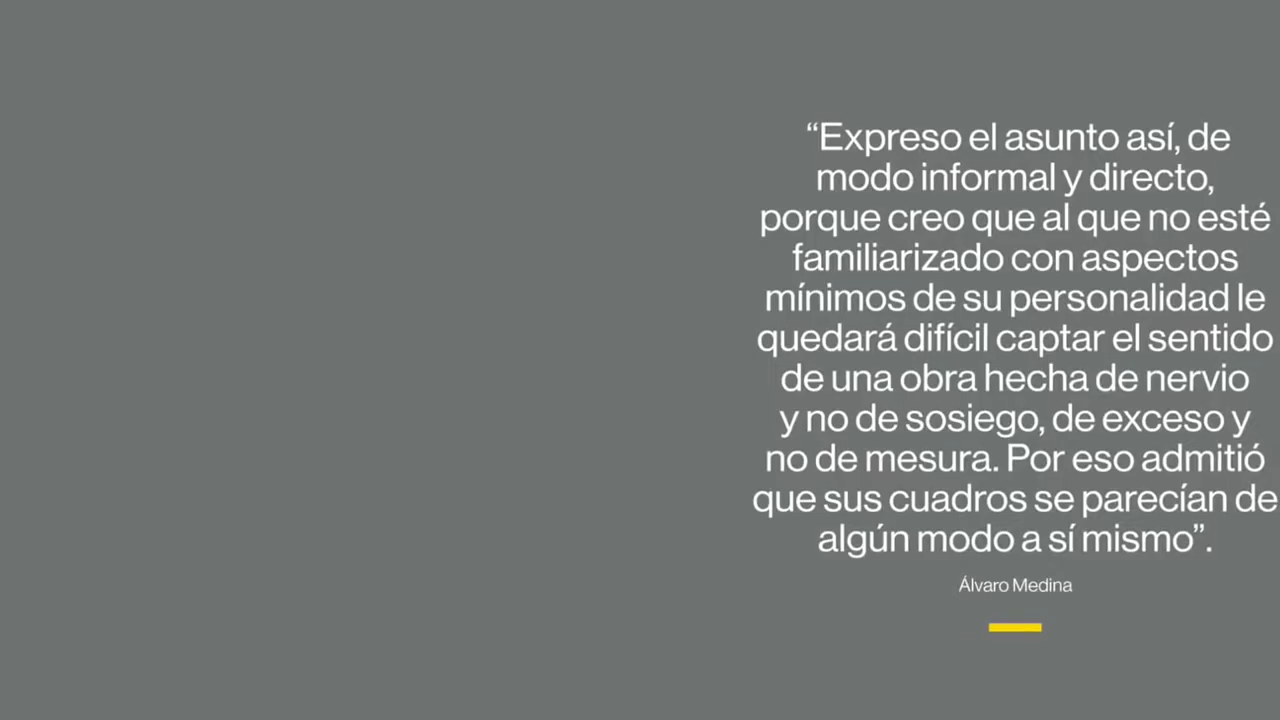 “Expreso el asunto así, de
modo informal y directo,
porque creo que al que no esté
familiarizado con aspectos
mínimos de su personalidad le
quedará difícil captar el sentido
de una obra hecha de nervio
y no de sosiego, de exceso y
no de mesura. Por eso admitió
que sus cuadros se parecían de
algún modo a sí mismo”.
Álvaro Medina